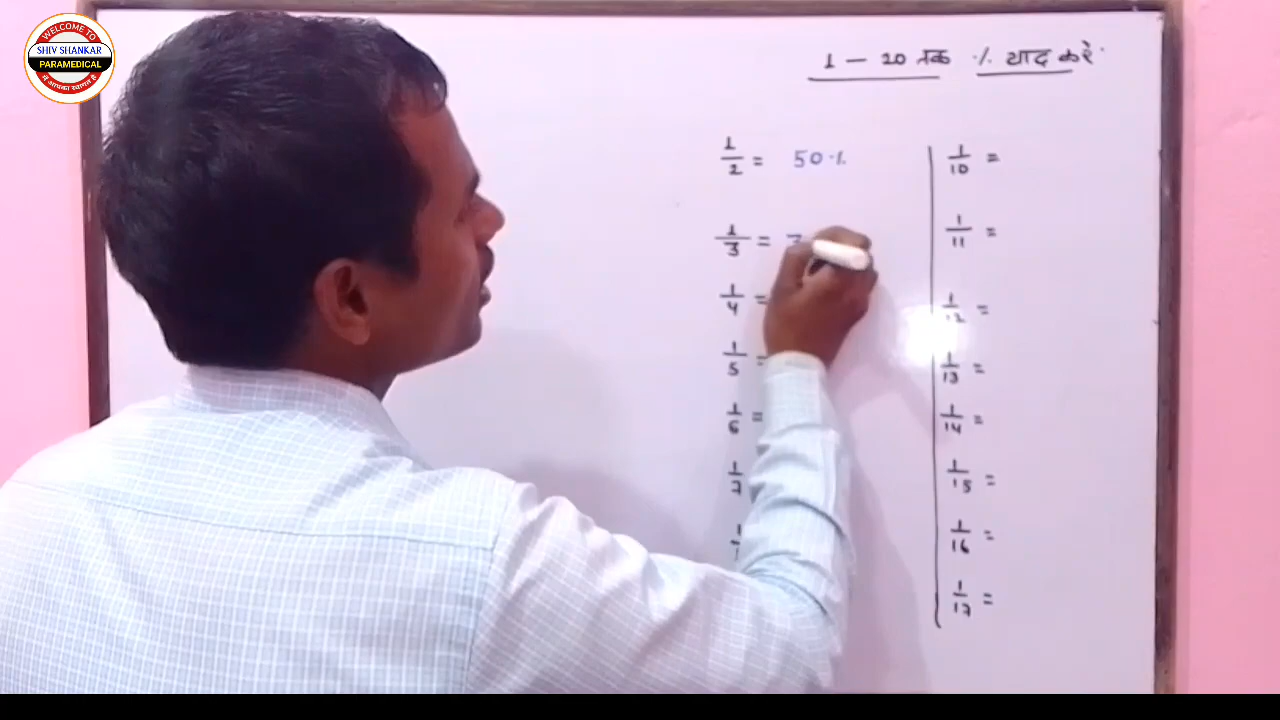 WELCOME TO
SHIV SHANKAR
PARAMEDICAL
में आपका स्वागत है
1 — 20 तक % याद करे
1/2 = 50%
1/3 =
1/4 =
1/5 =
1/6 =
1/7
1/10 =
1/11 =
1/12 =
1/13 =
1/14 =
1/15 =
1/16 =
1/17 =